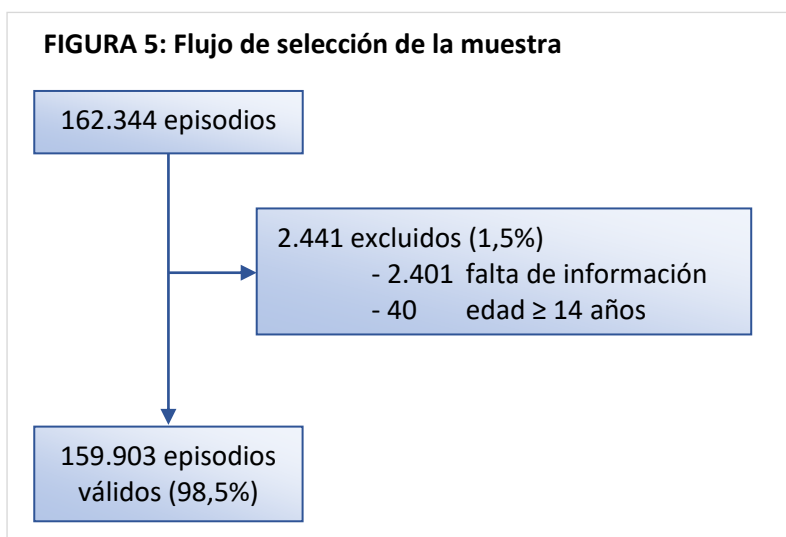 FIGURA 5: Flujo de selección de la muestra
162.344 episodios
2.441 excluidos (1,5%)
- 2.401 falta de información
- 40 edad ≥ 14 años
159.903 episodios
válidos (98,5%)